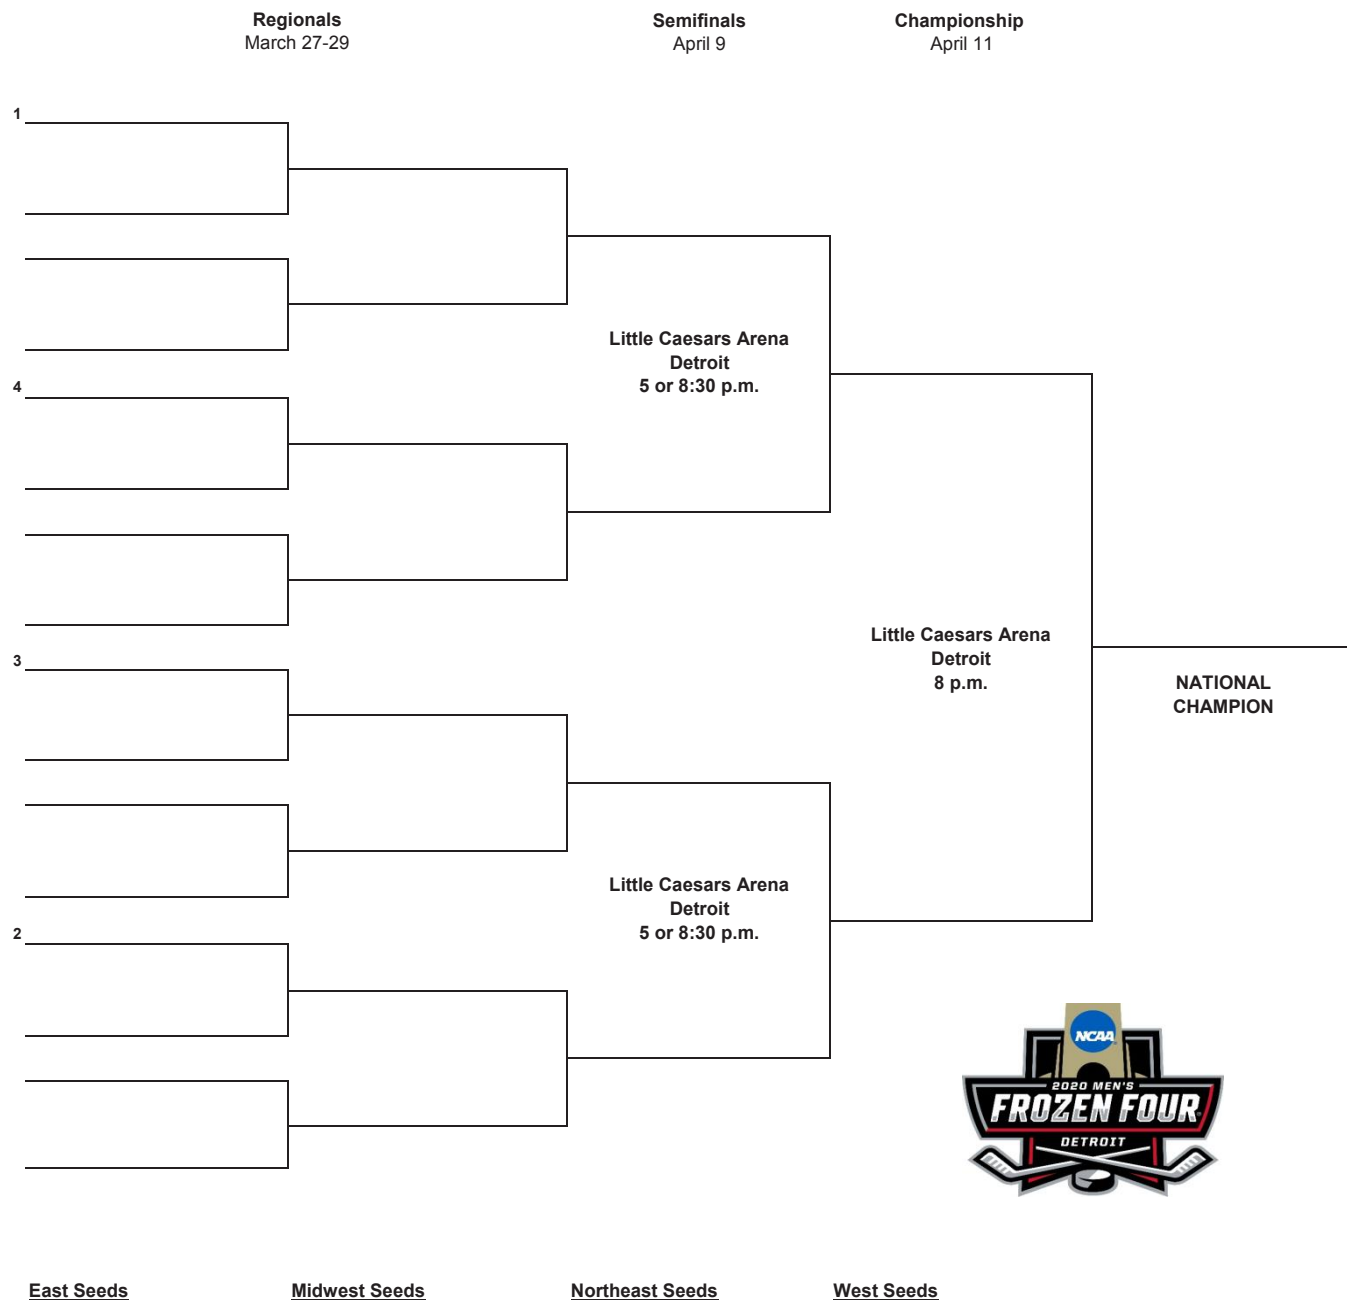 Regionals
March 27-29
Semifinals
April 9
Championship
April 11
1
Little Caesars Arena
Detroit
5 or 8:30 p.m.
4
Little Caesars Arena
Detroit
8 p.m.
NATIONAL
CHAMPION
3
Little Caesars Arena
Detroit
5 or 8:30 p.m.
2
NCAA
2020 MEN'S
FROZEN FOUR
DETROIT
East Seeds
Midwest Seeds
Northeast Seeds
West Seeds